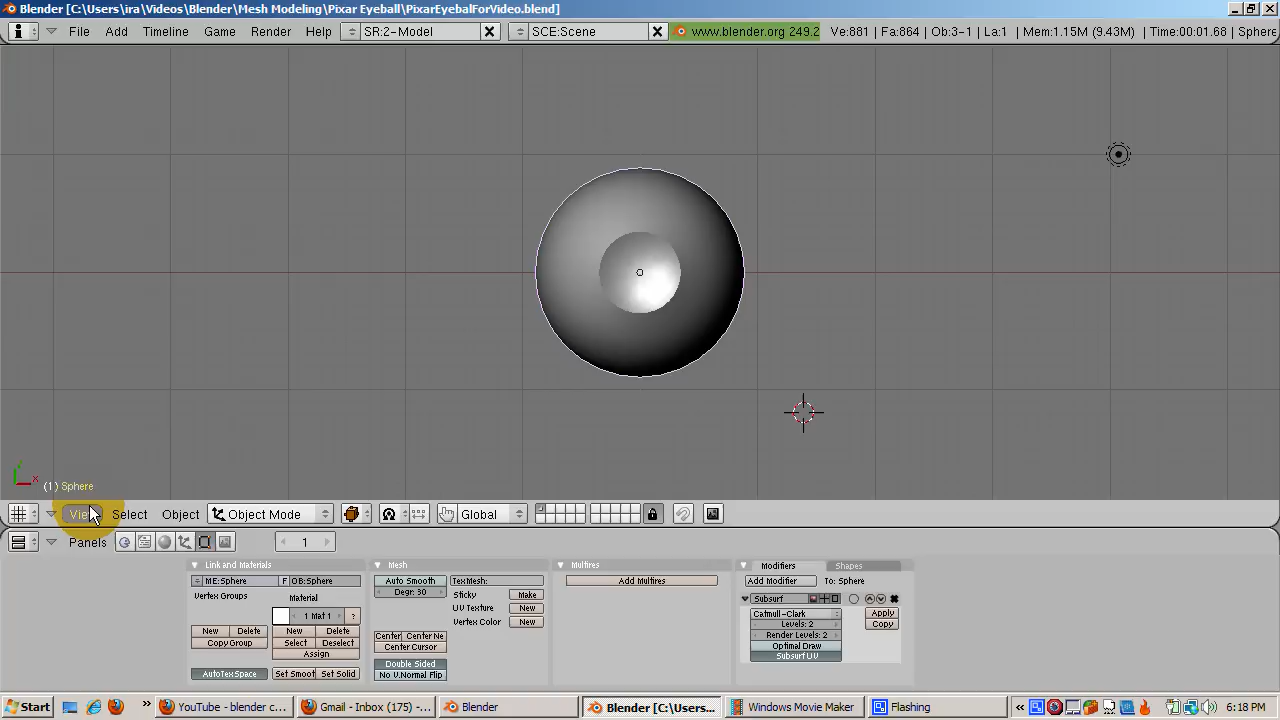 Blender [C:\Users\ira\Videos\Blender\Mesh Modeling\Pixar Eyeball\PixarEyebalForVideo.blend]
File Add Timeline Game Render Help SR:2-Model SCE:Scene www.blender.org 249.2 Ve:881 | Fa:864 | Ob:3-1 | La:1 | Mem:1.15M (9.43M) | Time:00:01.68 | Sphere
Y
X
(1) Sphere
View Select Object Object Mode Global
Panels 1
Link and Materials Mesh Multires Modifiers Shapes
ME:Sphere F OB:Sphere Auto Smooth TexMesh: Add Multires Add Modifier To: Sphere
Vertex Groups Material Degr: 30 Sticky Make Subsurf
1 Mat 1 ? UV Texture New Catmull-Clark Apply
Vertex Color New Levels: 2 Copy
New Delete New Delete Center Center Ne Render Levels: 2
Copy Group Select Deselect Center Cursor Optimal Draw
Assign Subsurf UV
Double Sided
AutoTexSpace Set Smoot Set Solid No V.Normal Flip
Start » YouTube - blender c... Gmail - Inbox (175) -... Blender Blender [C:\Users... Windows Movie Maker Flashing « 6:18 PM